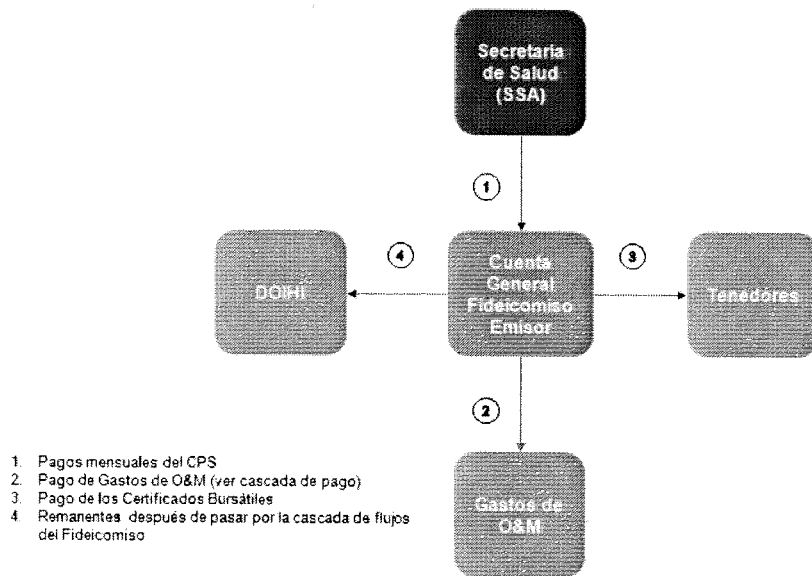 Secretaria
de Salud
(SSA)
1
4
Cuenta
General
Fideicomiso
Emisor
3
DGIHI
Tenedores
2
Gastos de
O&M
1. Pagos mensuales del CPS
2. Pago de Gastos de O&M (ver cascada de pago)
3. Pago de los Certificados Bursátiles
4. Remanentes después de pasar por la cascada de flujos
del Fideicomiso